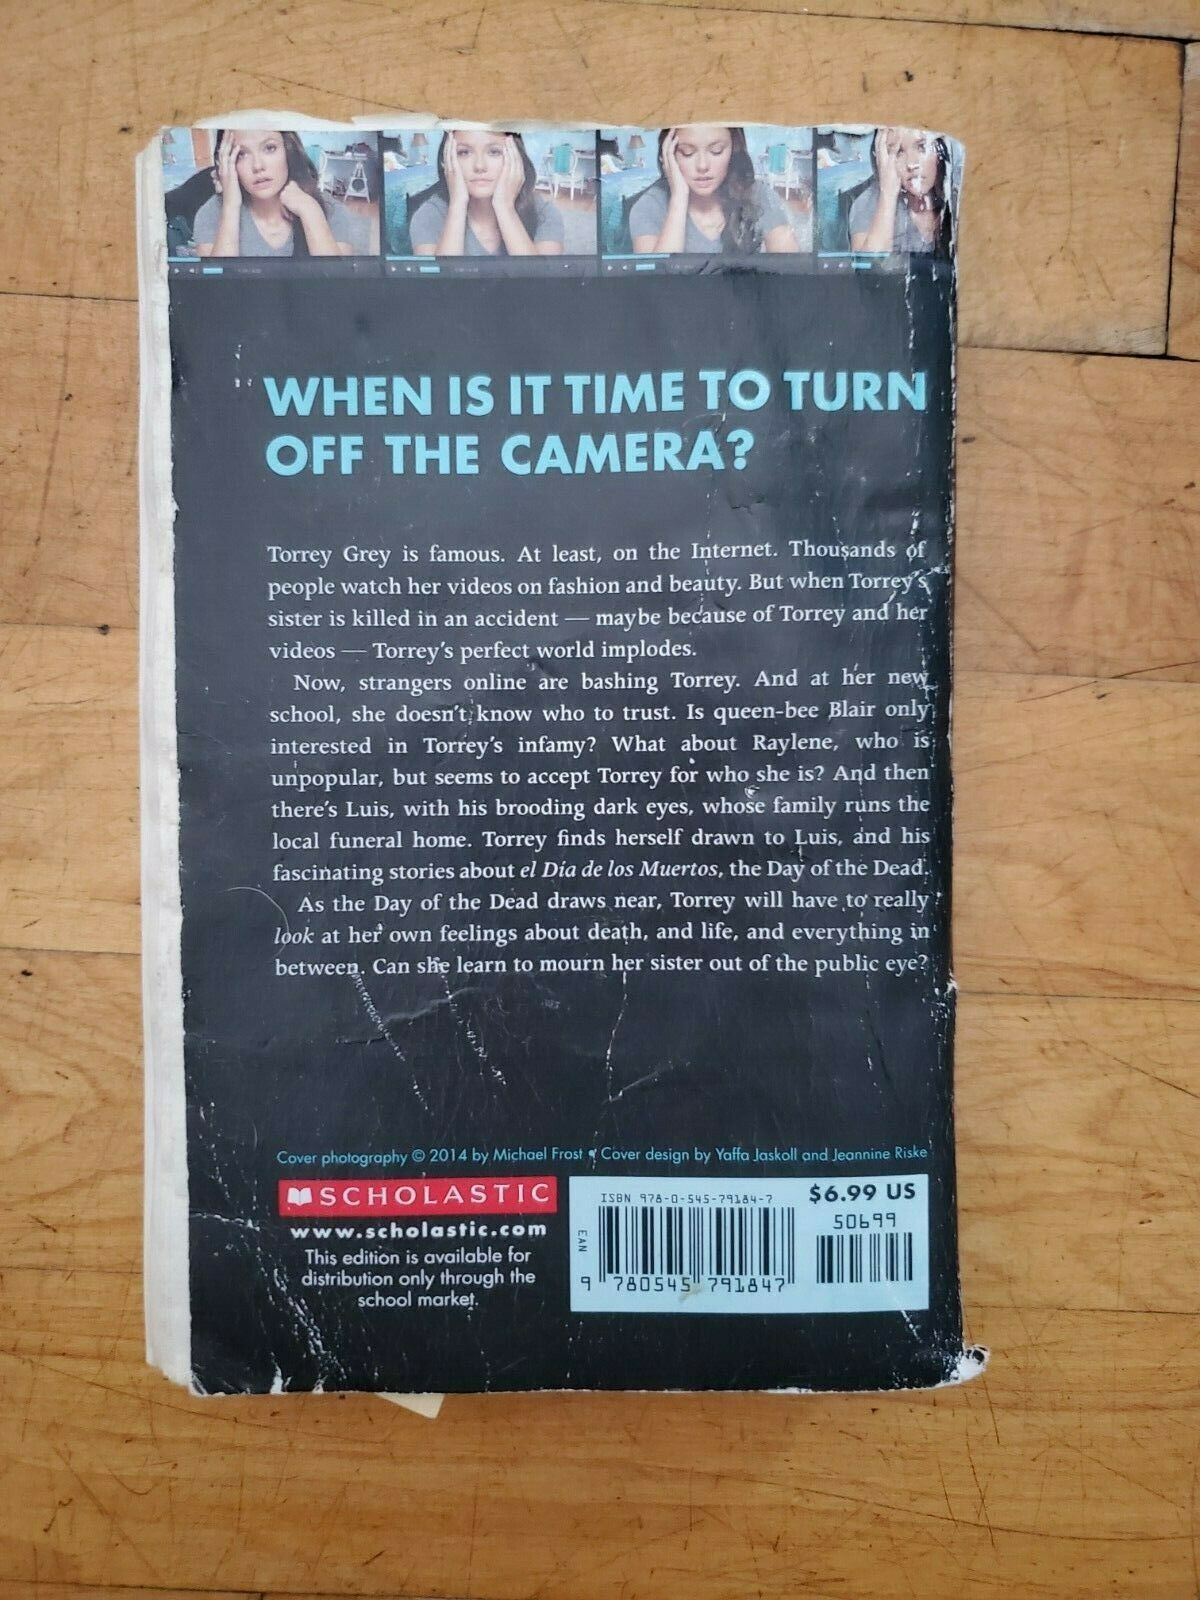 WHEN IS IT TIME TO TURN
OFF THE CAMERA?
Torrey Grey is famous. At least, on the Internet. Thousands of
people watch her videos on fashion and beauty. But when Torrey's
sister is killed in an accident — maybe because of Torrey and her
videos — Torrey's perfect world implodes.
Now, strangers online are bashing Torrey. And at her new
school, she doesn't know who to trust. Is queen-bee Blair only
interested in Torrey's infamy? What about Raylene, who is
unpopular, but seems to accept Torrey for who she is? And then
there's Luis, with his brooding dark eyes, whose family runs the
local funeral home. Torrey finds herself drawn to Luis, and his
fascinating stories about el Día de los Muertos, the Day of the Dead.
As the Day of the Dead draws near, Torrey will have to really
look at her own feelings about death, and life, and everything in
between. Can she learn to mourn her sister out of the public eye?
Cover photography © 2014 by Michael Frost • Cover design by Yaffa Jaskoll and Jeannine Riske
SCHOLASTIC
www.scholastic.com
This edition is available for
distribution only through the
school market.
ISBN 978-0-545-79184-7
$6.99 US
50699
EAN
9 780545 791847